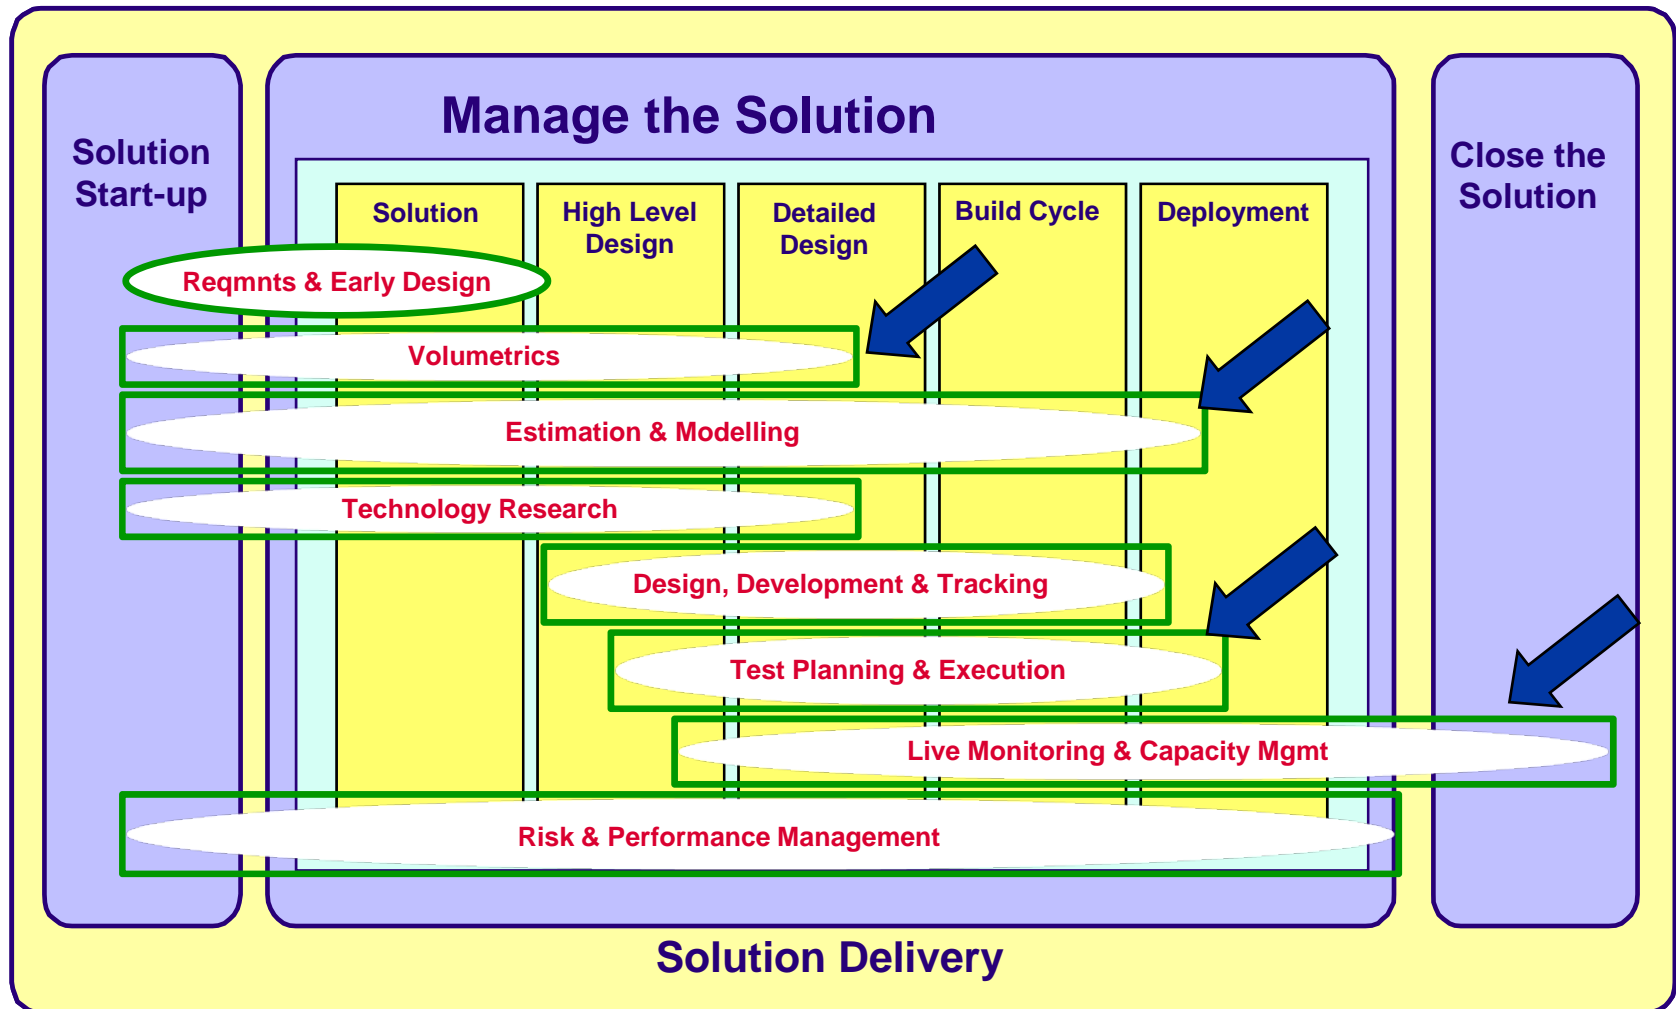 Manage the Solution
Solution
Start-up
Close the
Solution
Solution
High Level
Design
Detailed
Design
Build Cycle
Deployment
Reqmnts & Early Design
Volumetrics
Estimation & Modelling
Technology Research
Design, Development & Tracking
Test Planning & Execution
Live Monitoring & Capacity Mgmt
Risk & Performance Management
Solution Delivery